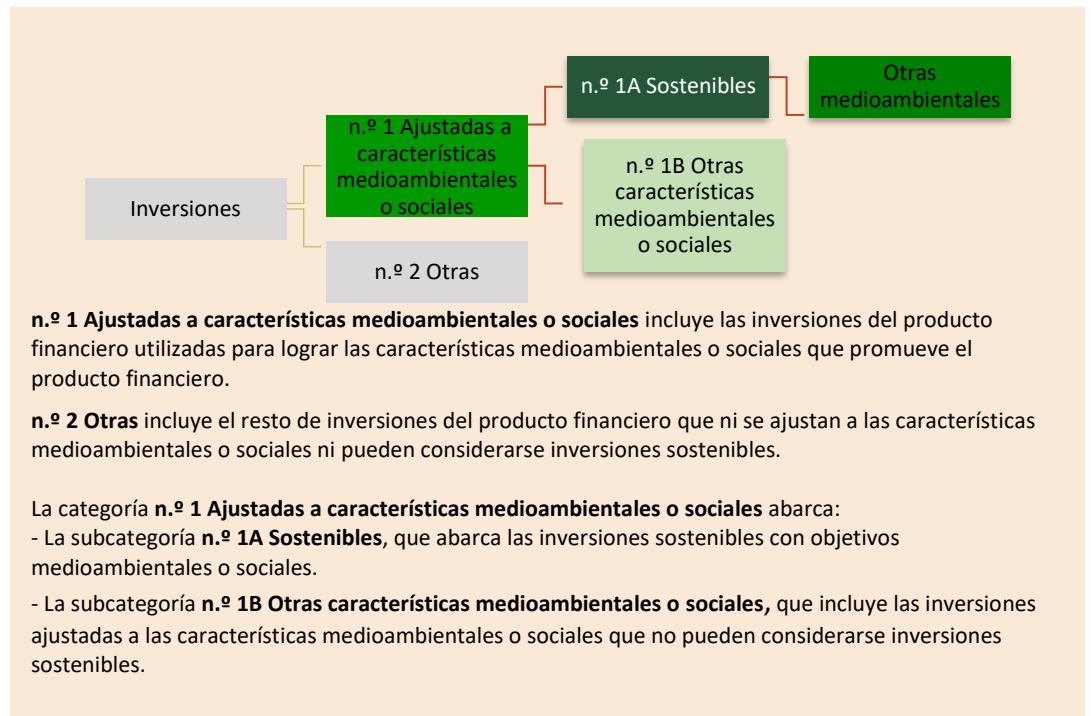 n.º 1A Sostenibles
Otras
medioambientales
n.º 1 Ajustadas a
características
medioambientales
o sociales
n.º 1B Otras
características
medioambientales
o sociales
Inversiones
n.º 2 Otras
n.º 1 Ajustadas a características medioambientales o sociales incluye las inversiones del producto
financiero utilizadas para lograr las características medioambientales o sociales que promueve el
producto financiero.
n.º 2 Otras incluye el resto de inversiones del producto financiero que ni se ajustan a las características
medioambientales o sociales ni pueden considerarse inversiones sostenibles.
La categoría n.º 1 Ajustadas a características medioambientales o sociales abarca:
- La subcategoría n.º 1A Sostenibles, que abarca las inversiones sostenibles con objetivos
medioambientales o sociales.
- La subcategoría n.º 1B Otras características medioambientales o sociales, que incluye las inversiones
ajustadas a las características medioambientales o sociales que no pueden considerarse inversiones
sostenibles.